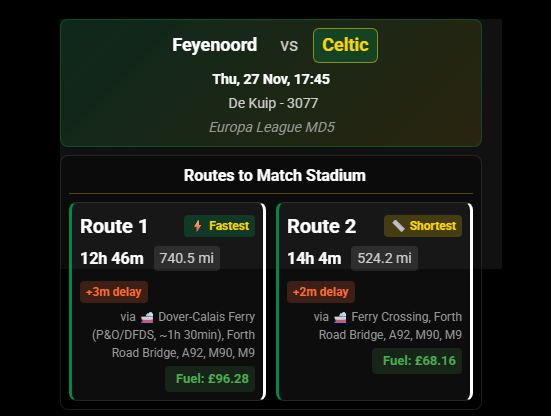 Feyenoord vs Celtic
Thu, 27 Nov, 17:45
De Kuip - 3077
Europa League MD5
Routes to Match Stadium
Route 1 ⚡ Fastest
12h 46m 740.5 mi
+3m delay
via 🚢 Dover-Calais Ferry
(P&O/DFDS, ~1h 30min), Forth
Road Bridge, A92, M90, M9
Fuel: £96.28
Route 2 📏 Shortest
14h 4m 524.2 mi
+2m delay
via 🚢 Ferry Crossing, Forth
Road Bridge, A92, M90, M9
Fuel: £68.16